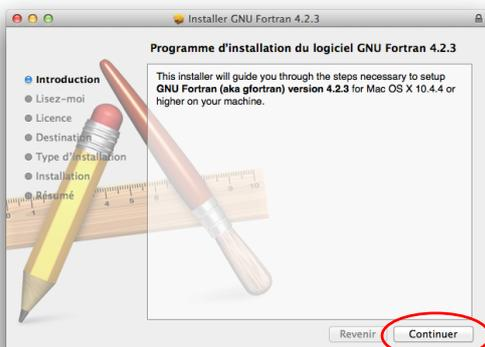 Installer GNU Fortran 4.2.3
Programme d'installation du logiciel GNU Fortran 4.2.3
Introduction
Lisez-moi
Licence
Destination
Type d'installation
Installation
Résumé
This installer will guide you through the steps necessary to setup
GNU Fortran (aka gfortran) version 4.2.3 for Mac OS X 10.4.4 or
higher on your machine.
Revenir
Continuer